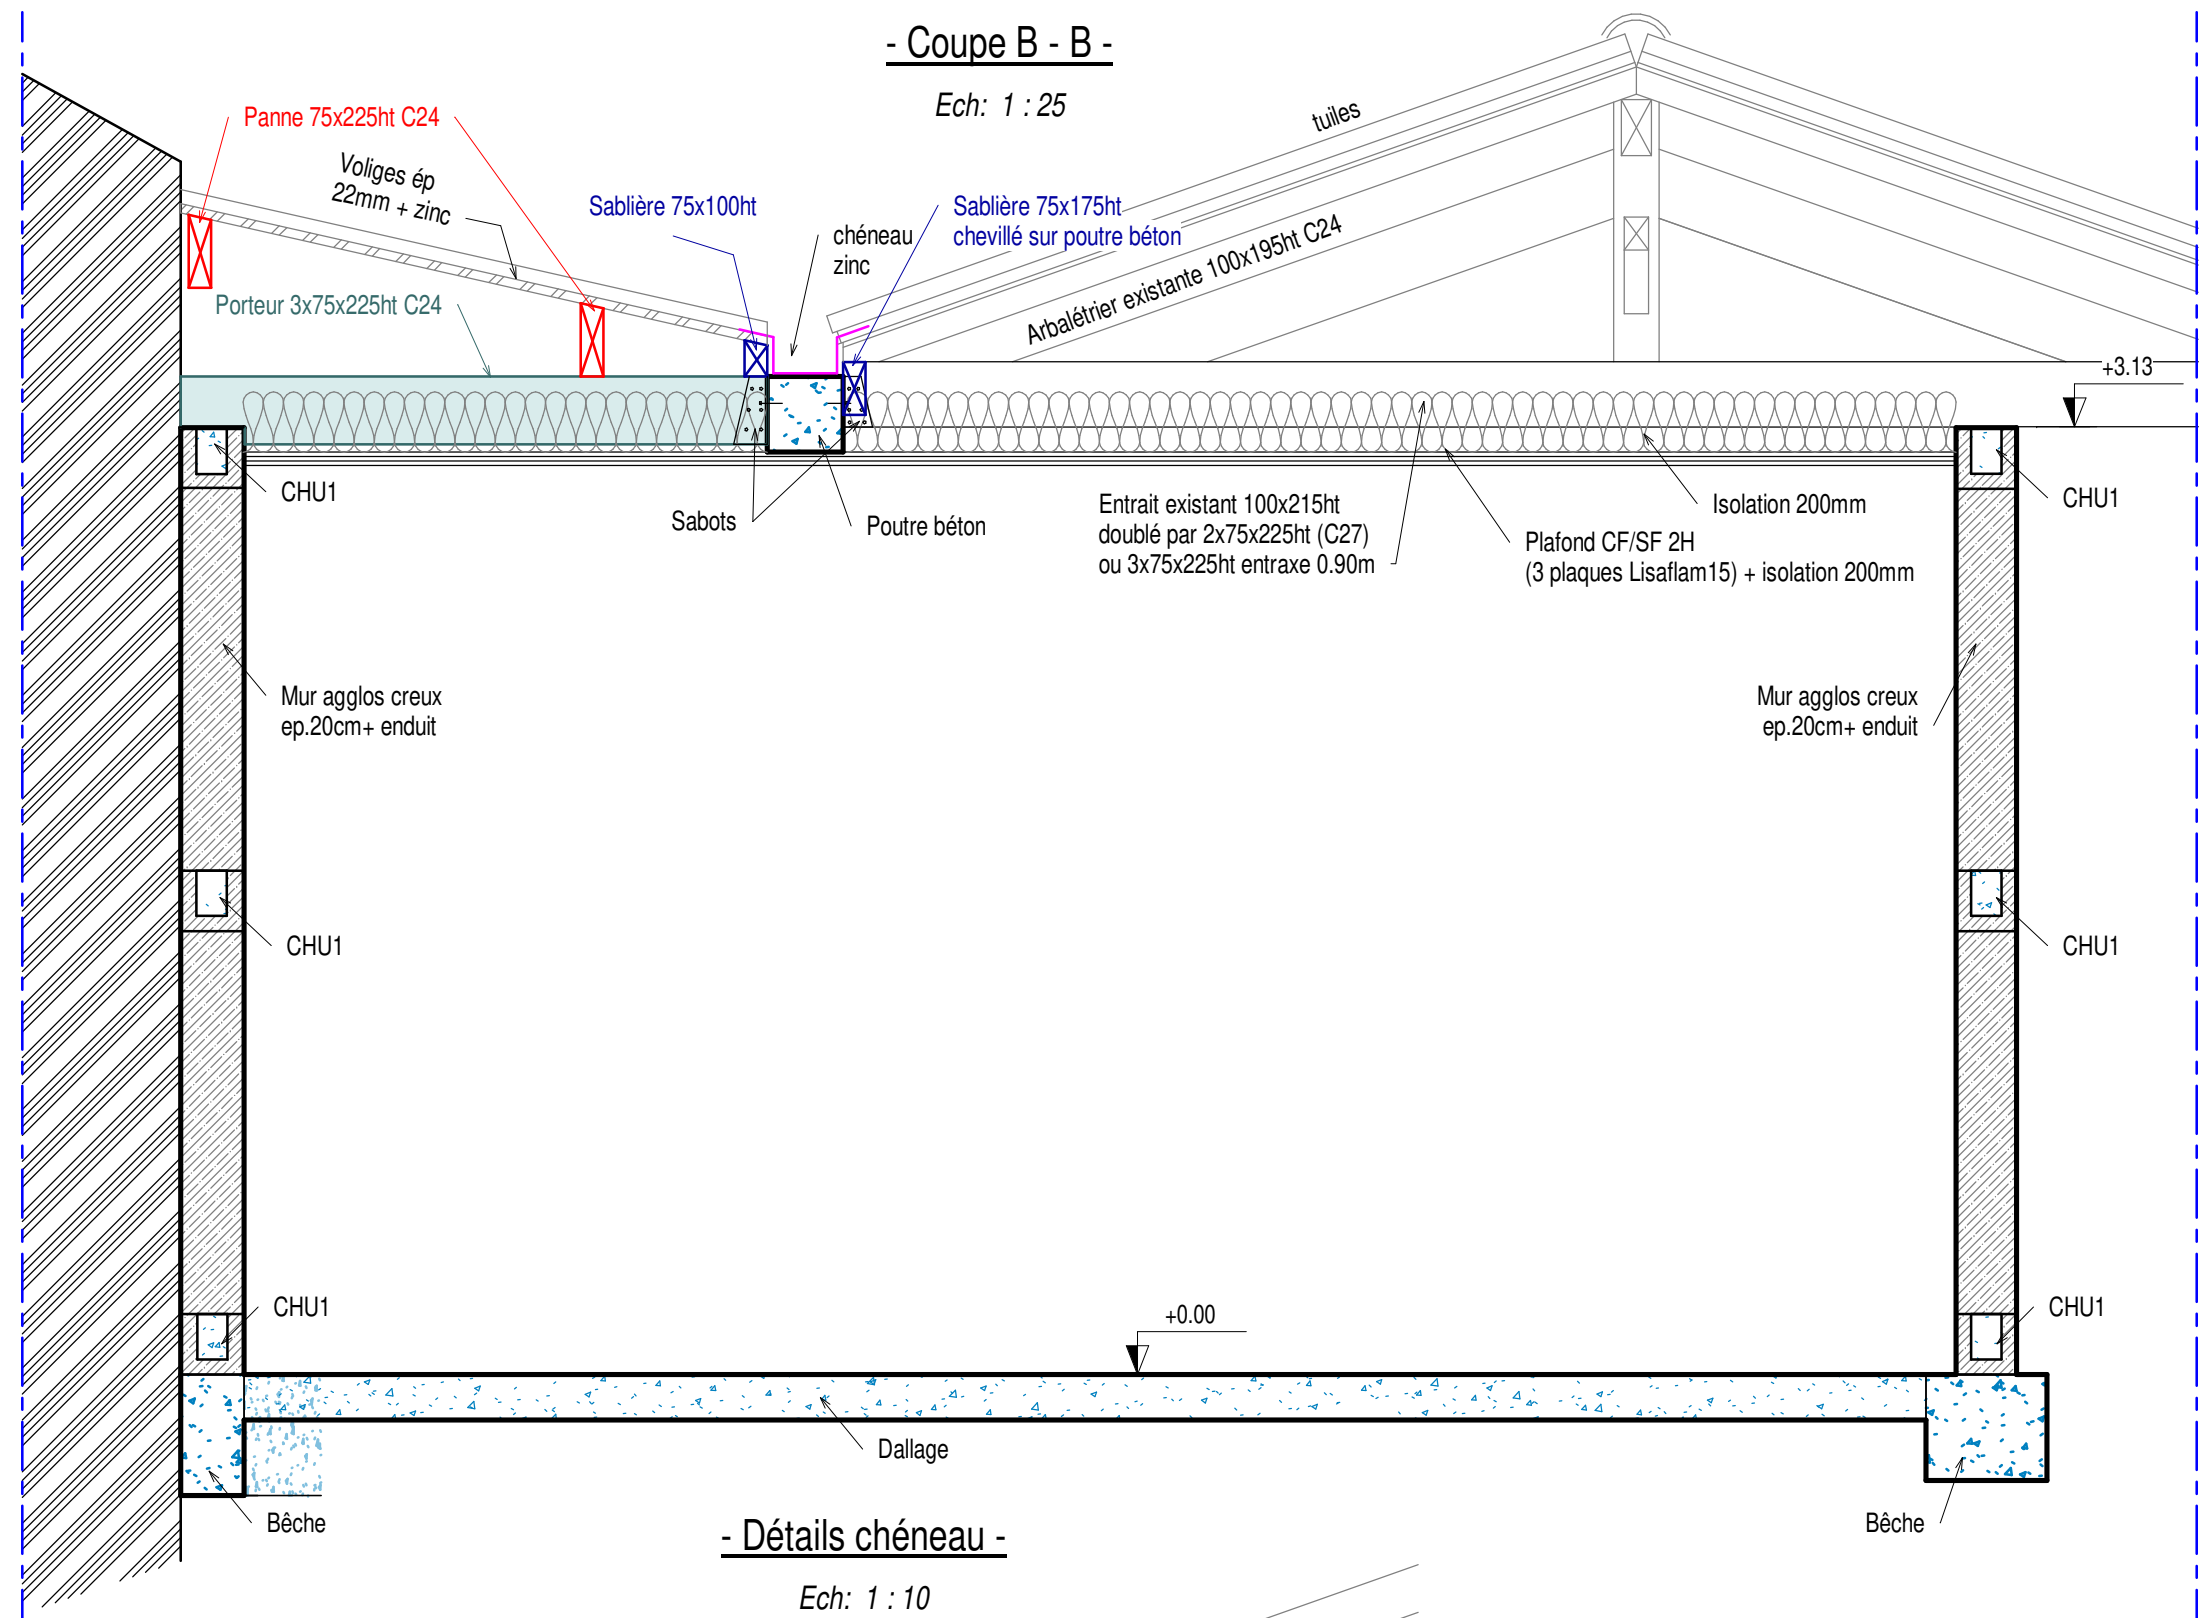 - Coupe B - B -
Ech: 1 : 25
Panne 75x225ht C24
Voliges ép
22mm + zinc
Sablière 75x100ht
chéneau
zinc
Sablière 75x175ht
chevillé sur poutre béton
tuiles
Arbalétrier existante 100x195ht C24
Porteur 3x75x225ht C24
+3.13
CHU1
Sabots
Poutre béton
Entrait existant 100x215ht
doublé par 2x75x225ht (C27)
ou 3x75x225ht entraxe 0.90m
Isolation 200mm
Plafond CF/SF 2H
(3 plaques Lisaflam15) + isolation 200mm
CHU1
Mur agglos creux
ep.20cm+ enduit
Mur agglos creux
ep.20cm+ enduit
CHU1
CHU1
CHU1
+0.00
CHU1
Dallage
Bêche
Bêche
- Détails chéneau -
Ech: 1 : 10